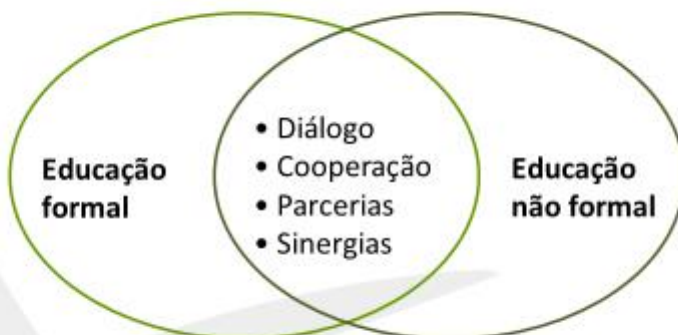 Educação
formal
• Diálogo
• Cooperação
• Parcerias
• Sinergias
Educação
não formal